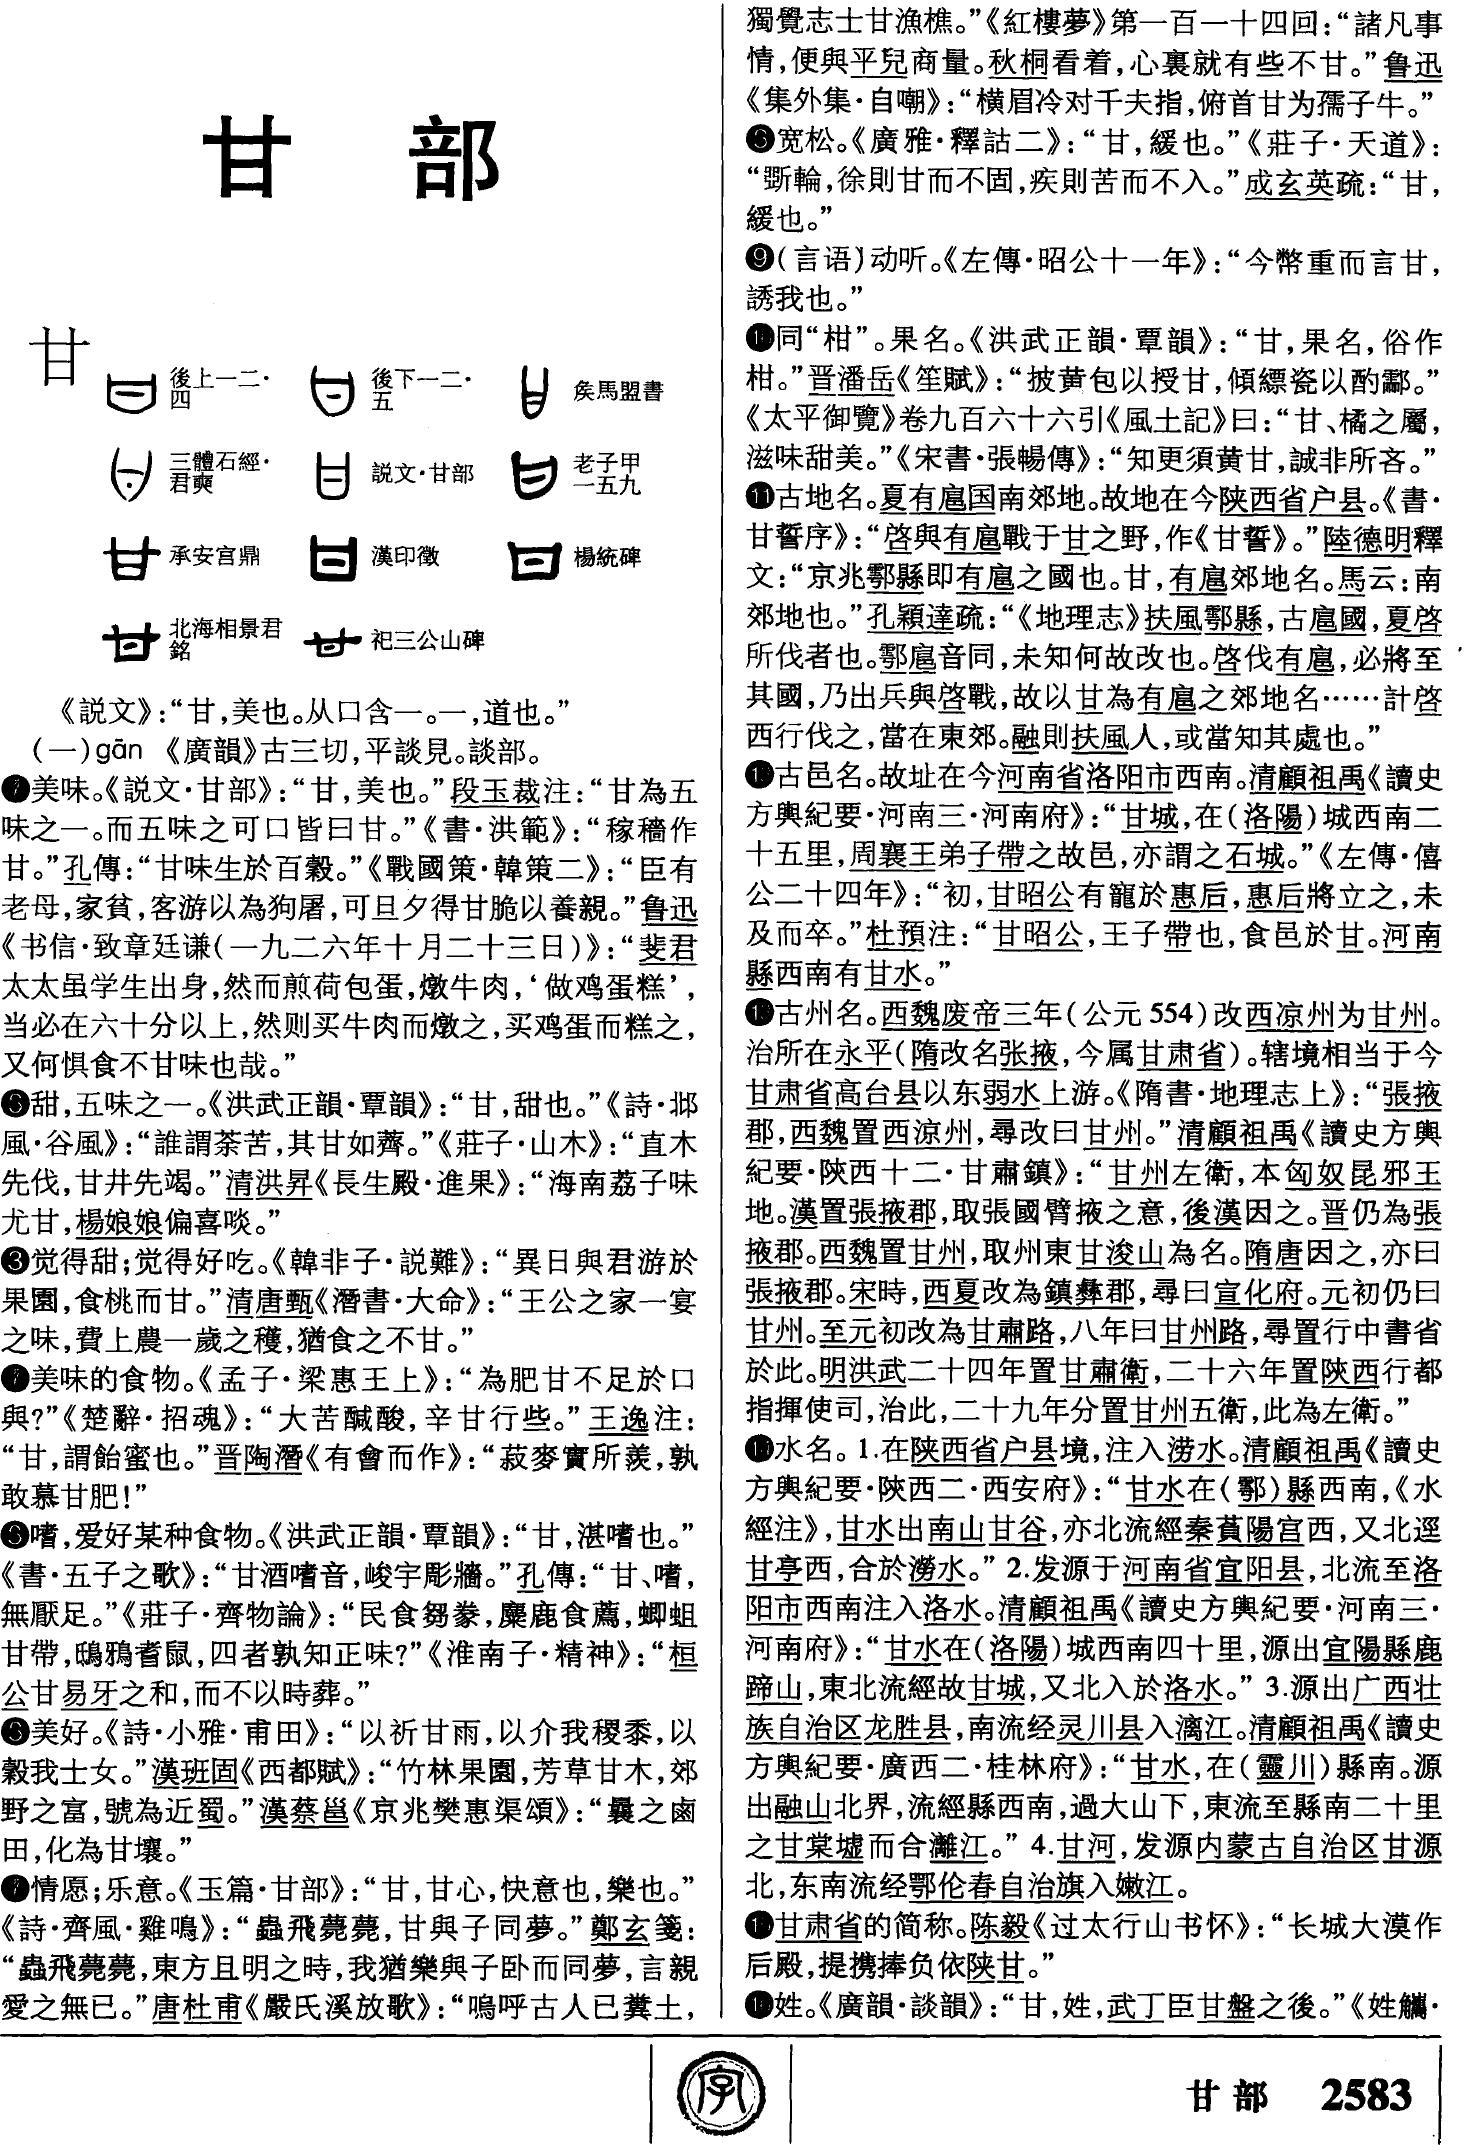 甘部
甘
後上一二·
四
後下一二·
五
矦馬盟書
三體石經·
君奭
説文·甘部
老子甲
一五九
承安宫鼎
漢印徵
楊統碑
北海相景君
銘
祀三公山碑
《説文》：“甘，美也。从口含一。一，道也。”
(一)gān 《廣韻》古三切，平談見。談部。
美味。《説文·甘部》：“甘，美也。”段玉裁注：“甘為五
味之一。而五味之可口皆曰甘。”《書·洪範》：“稼穡作
甘。”孔傳：“甘味生於百穀。”《戰國策·韓策二》：“臣有
老母，家貧，客游以為狗屠，可旦夕得甘脆以養親。”鲁迅
《书信·致章廷谦(一九二六年十月二十三日)》：“斐君
太太虽学生出身，然而煎荷包蛋，燉牛肉，‘做鸡蛋糕’，
当必在六十分以上，然则买牛肉而燉之，买鸡蛋而糕之，
又何惧食不甘味也哉。”
甜，五味之一。《洪武正韻·覃韻》：“甘，甜也。”《詩·邶
風·谷風》：“誰謂荼苦，其甘如薺。”《莊子·山木》：“直木
先伐，甘井先竭。”清洪昇《長生殿·進果》：“海南荔子味
尤甘，楊娘娘偏喜啖。”
❸觉得甜；觉得好吃。《韓非子·説難》：“異日與君游於
果園，食桃而甘。”清唐甄《潛書·大命》：“王公之家一宴
之味，費上農一歲之穫，猶食之不甘。”
美味的食物。《孟子·梁惠王上》：“為肥甘不足於口
與?”《楚辭·招魂》：“大苦醎酸，辛甘行些。”王逸注：
“甘，謂飴蜜也。”晋陶潛《有會而作》：“菽麥實所羨，孰
敢慕甘肥!”
嗜，爱好某种食物。《洪武正韻·覃韻》：“甘，湛嗜也。”
《書·五子之歌》：“甘酒嗜音，峻宇彫牆。”孔傳：“甘、嗜，
無厭足。”《莊子·齊物論》：“民食芻豢，麋鹿食薦，蝍蛆
甘帶，鴟鴉耆鼠，四者孰知正味?”《淮南子·精神》：“桓
公甘易牙之和，而不以時葬。”
美好。《詩·小雅·甫田》：“以祈甘雨，以介我稷黍，以
穀我士女。”漢班固《西都賦》：“竹林果園，芳草甘木，郊
野之富，號為近蜀。”漢蔡邕《京兆樊惠渠頌》：“曩之鹵
田，化為甘壤。”
情愿；乐意。《玉篇·甘部》：“甘，甘心，快意也，樂也。”
《詩·齊風·雞鳴》：“蟲飛薨薨，甘與子同夢。”鄭玄箋：
“蟲飛薨薨，東方且明之時，我猶樂與子卧而同夢，言親
愛之無已。”唐杜甫《嚴氏溪放歌》：“嗚呼古人已糞土，
獨覺志士甘漁樵。”《紅樓夢》第一百一十四回：“諸凡事
情，便與平兒商量。秋桐看着，心裏就有些不甘。”鲁迅
《集外集·自嘲》：“横眉冷对千夫指，俯首甘为孺子牛。”
宽松。《廣雅·釋詁二》：“甘，緩也。”《莊子·天道》：
“斲輪，徐則甘而不固，疾則苦而不入。”成玄英疏：“甘，
緩也。”
❾(言语)动听。《左傳·昭公十一年》：“今幣重而言甘，
誘我也。”
同“柑”。果名。《洪武正韻·覃韻》：“甘，果名，俗作
柑。”晋潘岳《笙賦》：“披黄包以授甘，傾縹瓷以酌酃。”
《太平御覽》卷九百六十六引《風土記》曰：“甘、橘之屬，
滋味甜美。”《宋書·張暢傳》：“知更須黄甘，誠非所吝。”
⓫古地名。夏有扈国南郊地。故地在今陕西省户县。《書·
甘誓序》：“啓與有扈戰于甘之野，作《甘誓》。”陸德明釋
文：“京兆鄠縣即有扈之國也。甘，有扈郊地名。馬云：南
郊地也。”孔穎達疏：“《地理志》扶風鄠縣，古扈國，夏啓
所伐者也。鄠扈音同，未知何故改也。啓伐有扈，必將至
其國，乃出兵與啓戰，故以甘為有扈之郊地名……計啓
西行伐之，當在東郊。融則扶風人，或當知其處也。”
古邑名。故址在今河南省洛阳市西南。清顧祖禹《讀史
方輿紀要·河南三·河南府》：“甘城，在(洛陽)城西南二
十五里，周襄王弟子帶之故邑，亦謂之石城。”《左傳·僖
公二十四年》：“初，甘昭公有寵於惠后，惠后將立之，未
及而卒。”杜預注：“甘昭公，王子帶也，食邑於甘。河南
縣西南有甘水。”
古州名。西魏废帝三年(公元554)改西凉州为甘州。
治所在永平(隋改名张掖，今属甘肃省)。辖境相当于今
甘肃省高台县以东弱水上游。《隋書·地理志上》：“張掖
郡，西魏置西涼州，尋改曰甘州。”清顧祖禹《讀史方輿
紀要·陝西十二·甘肅鎮》：“甘州左衛，本匈奴昆邪王
地。漢置張掖郡，取張國臂掖之意，後漢因之。晋仍為張
掖郡。西魏置甘州，取州東甘浚山為名。隋唐因之，亦曰
張掖郡。宋時，西夏改為鎮彝郡，尋曰宣化府。元初仍曰
甘州。至元初改為甘肅路，八年曰甘州路，尋置行中書省
於此。明洪武二十四年置甘肅衛，二十六年置陝西行都
指揮使司，治此，二十九年分置甘州五衛，此為左衛。”
水名。1.在陕西省户县境，注入涝水。清顧祖禹《讀史
方輿紀要·陝西二·西安府》：“甘水在(鄠)縣西南，《水
經注》，甘水出南山甘谷，亦北流經秦萯陽宫西，又北逕
甘亭西，合於澇水。”2.发源于河南省宜阳县，北流至洛
阳市西南注入洛水。清顧祖禹《讀史方輿紀要·河南三·
河南府》：“甘水在(洛陽)城西南四十里，源出宜陽縣鹿
蹄山，東北流經故甘城，又北入於洛水。”3.源出广西壮
族自治区龙胜县，南流经灵川县入漓江。清顧祖禹《讀史
方輿紀要·廣西二·桂林府》：“甘水，在(靈川)縣南。源
出融山北界，流經縣西南，過大山下，東流至縣南二十里
之甘棠墟而合灕江。”4.甘河，发源内蒙古自治区甘源
北，东南流经鄂伦春自治旗入嫩江。
甘肃省的简称。陈毅《过太行山书怀》：“长城大漠作
后殿，提携捧负依陕甘。”
姓。《廣韻·談韻》：“甘，姓，武丁臣甘盤之後。”《姓觿·
字
甘部 2583